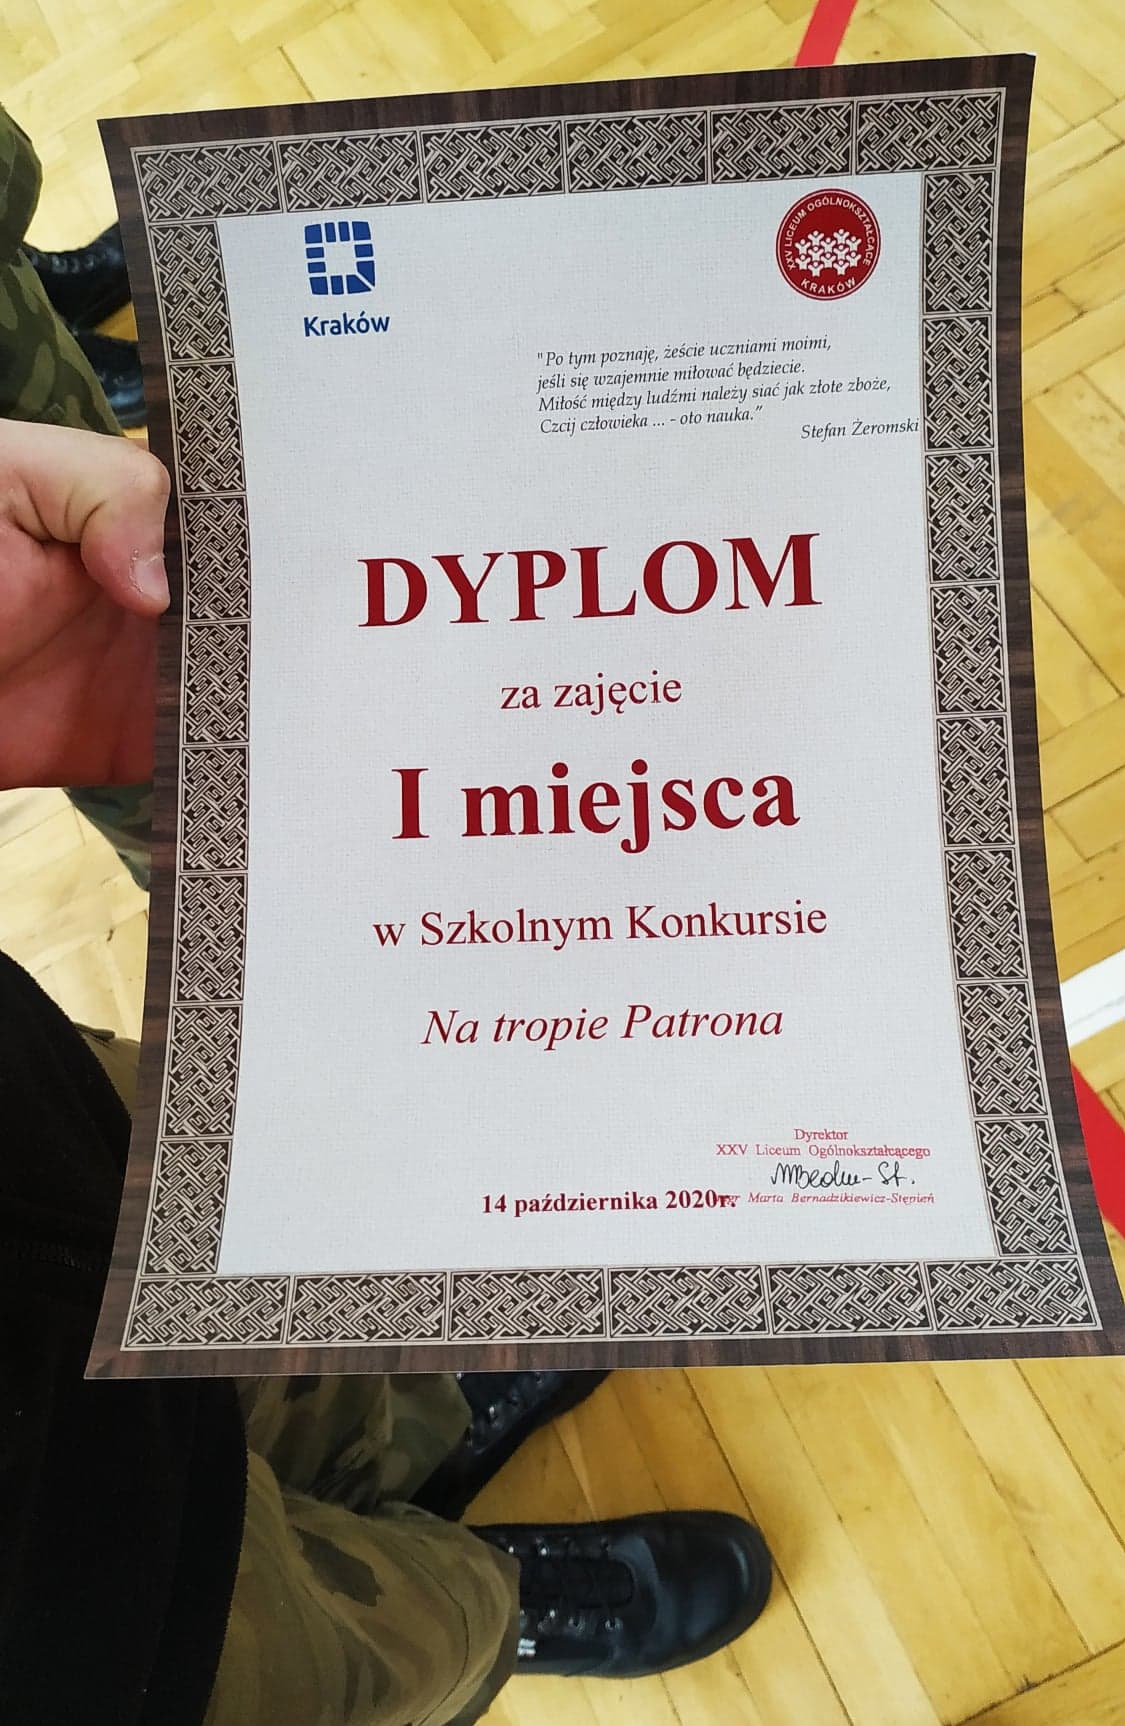 Kraków
XXV LICEUM OGÓLNOKSZTAŁCĄCE
KRAKÓW
"Po tym poznaję, żeście uczniami moimi,
jeśli się wzajemnie miłować będziecie.
Miłość między ludźmi należy siać jak złote zboże,
Czcij człowieka ... - oto nauka.”
Stefan Żeromski
DYPLOM
za zajęcie
I miejsca
w Szkolnym Konkursie
Na tropie Patrona
Dyrektor
XXV Liceum Ogólnokształcącego
14 października 2020r.
mgr Marta Bernadzikiewicz-Stępień